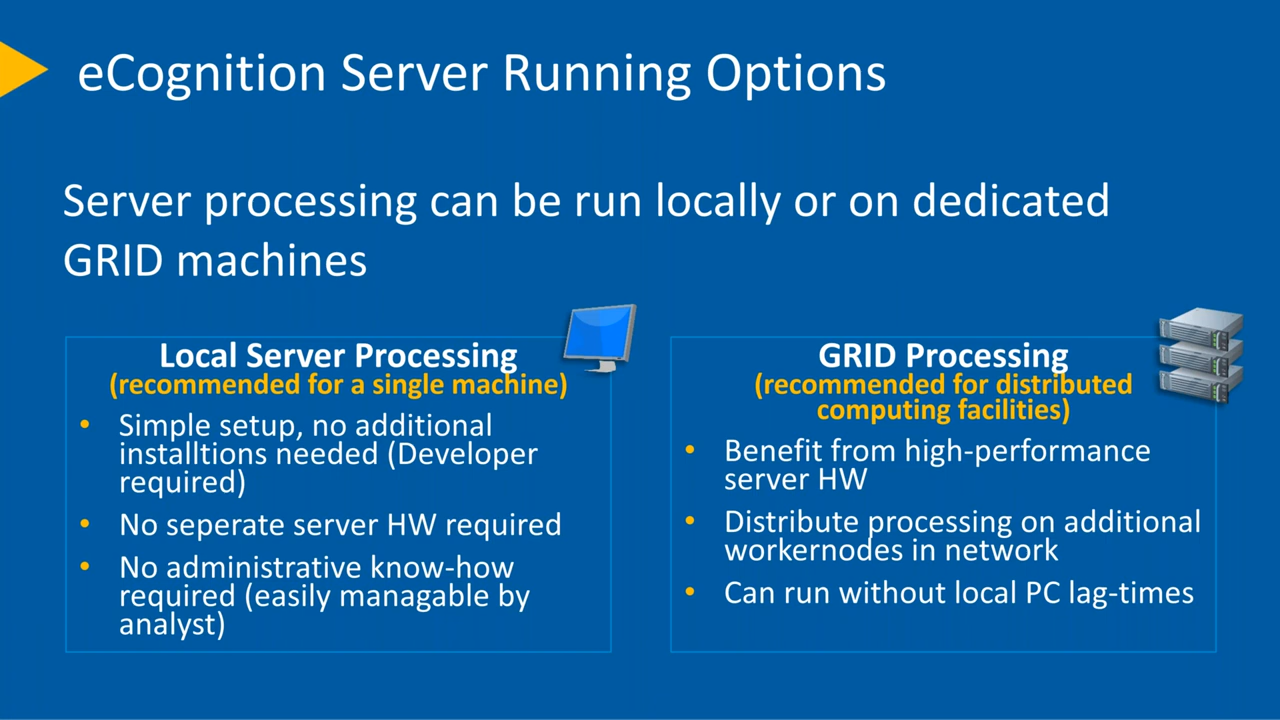 eCognition Server Running Options
Server processing can be run locally or on dedicated
GRID machines
Local Server Processing
(recommended for a single machine)
• Simple setup, no additional
installtions needed (Developer
required)
• No seperate server HW required
• No administrative know-how
required (easily managable by
analyst)
GRID Processing
(recommended for distributed
computing facilities)
• Benefit from high-performance
server HW
• Distribute processing on additional
workernodes in network
• Can run without local PC lag-times